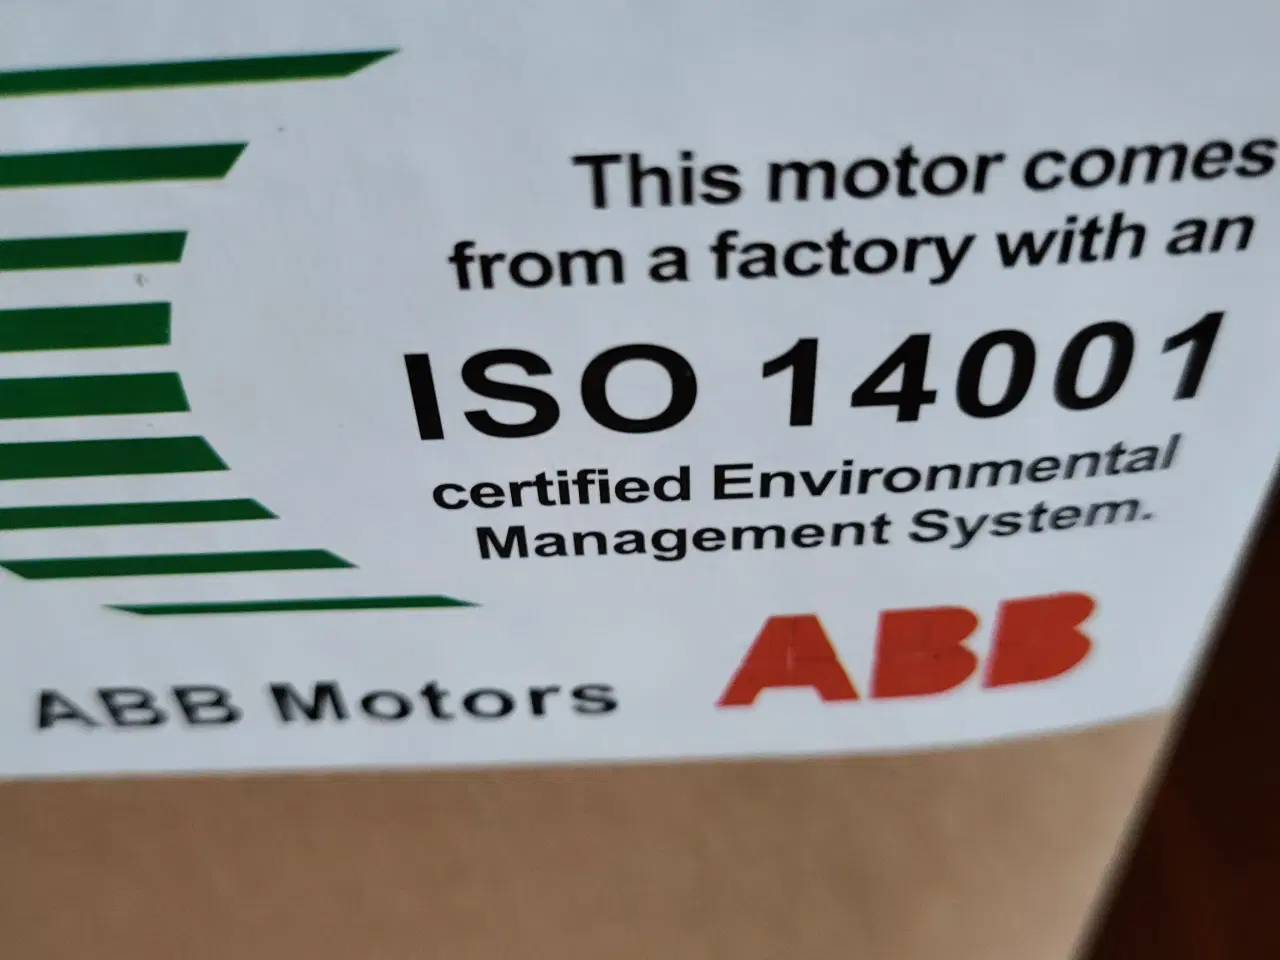 This motor comes
from a factory with an
ISO 14001
certified Environmental
Management System.
ABB Motors
ABB